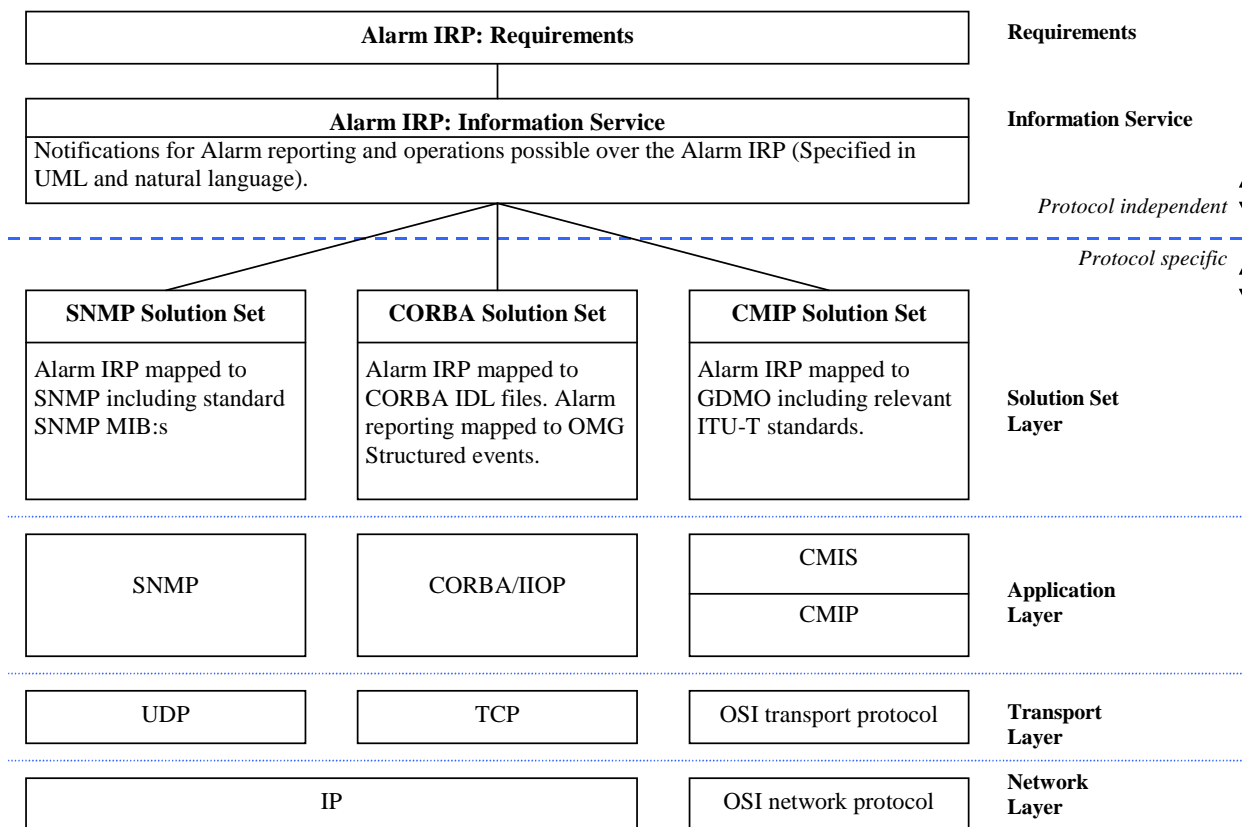 Alarm IRP: Requirements
Requirements
Alarm IRP: Information Service
Information Service
Notifications for Alarm reporting and operations possible over the Alarm IRP (Specified in
UML and natural language).
Protocol independent
Protocol specific
SNMP Solution Set
Alarm IRP mapped to
SNMP including standard
SNMP MIB:s
CORBA Solution Set
Alarm IRP mapped to
CORBA IDL files. Alarm
reporting mapped to OMG
Structured events.
CMIP Solution Set
Alarm IRP mapped to
GDMO including relevant
ITU-T standards.
Solution Set
Layer
SNMP
CORBA/IIOP
CMIS
CMIP
Application
Layer
UDP
TCP
OSI transport protocol
Transport
Layer
IP
OSI network protocol
Network
Layer